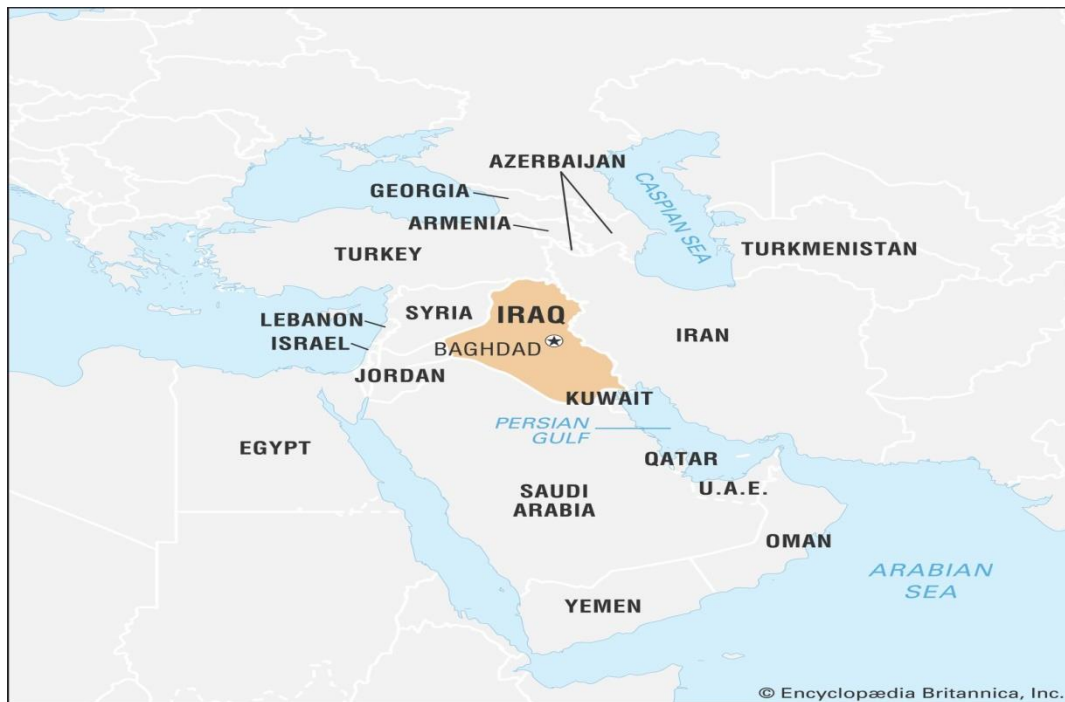 AZERBAIJAN
GEORGIA
CASPIAN SEA
ARMENIA
TURKEY
TURKMENISTAN
SYRIA
IRAQ
LEBANON
IRAN
ISRAEL
BAGHDAD
JORDAN
KUWAIT
PERSIAN
GULF
EGYPT
QATAR
U.A.E.
SAUDI
ARABIA
OMAN
ARABIAN
SEA
YEMEN
© Encyclopædia Britannica, Inc.